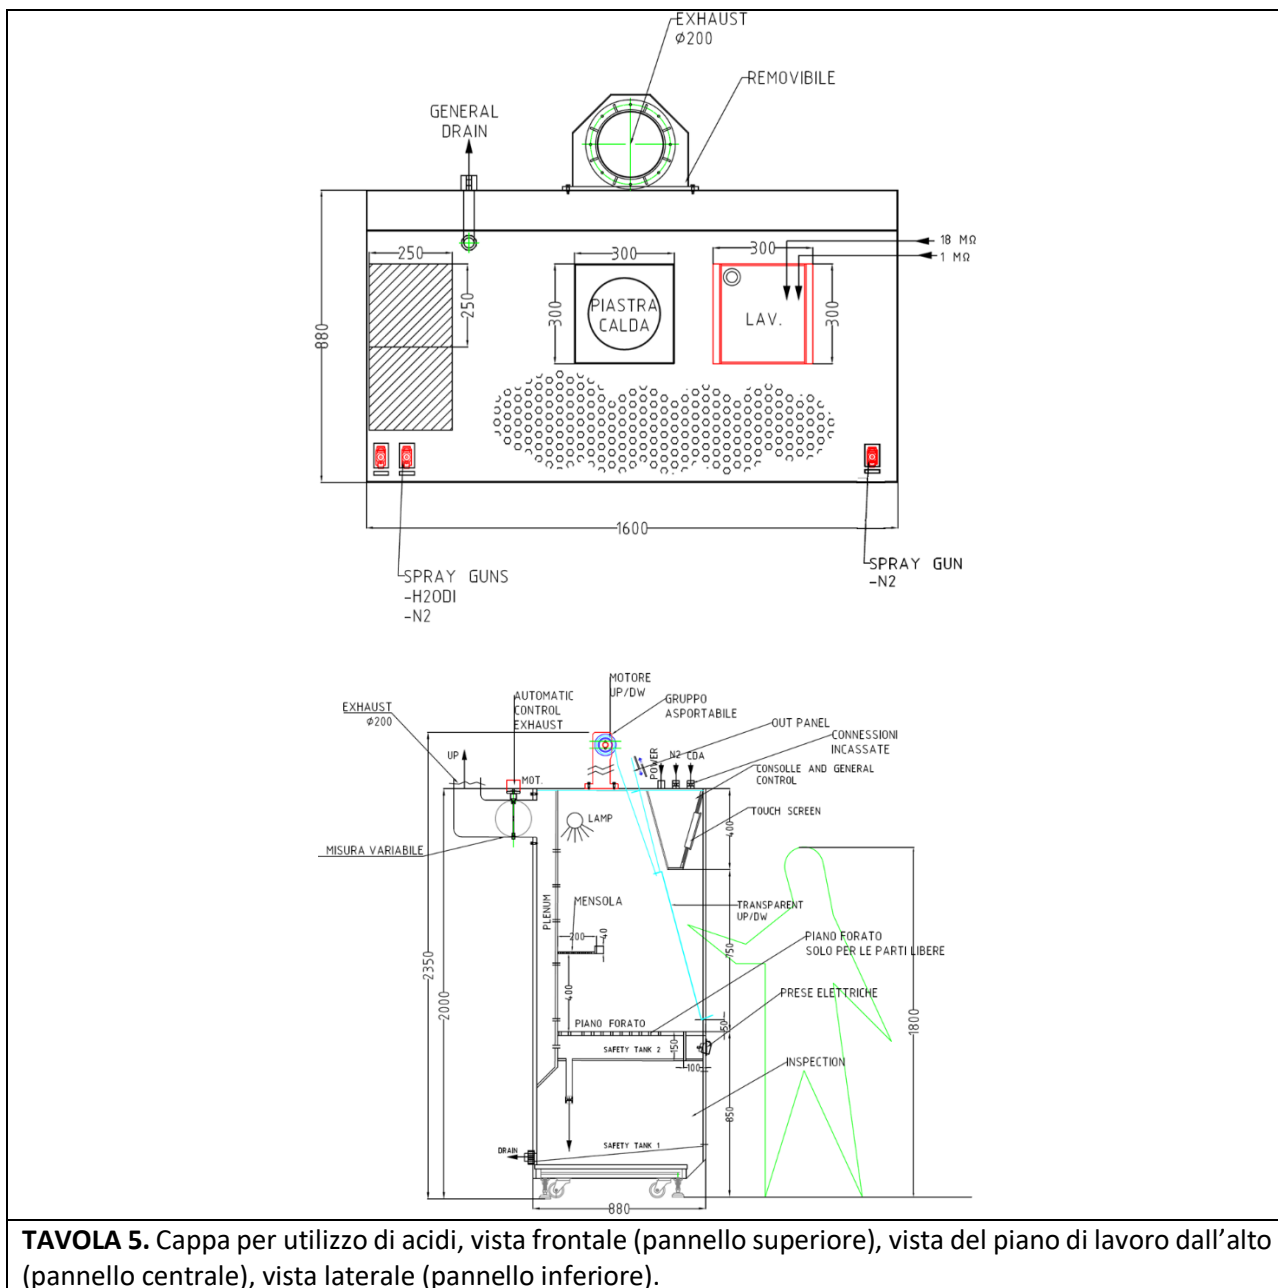 EXHAUST
Ø200
REMOVIBILE
GENERAL
DRAIN
250
300
300
18 MΩ
1 MΩ
250
300
PIASTRA
CALDA
LAV.
300
880
1600
SPRAY GUNS
-H2ODI
-N2
SPRAY GUN
-N2
MOTORE
UP/DW
AUTOMATIC
CONTROL
EXHAUST
GRUPPO
ASPORTABILE
EXHAUST
Ø200
OUT PANEL
CONNESSIONI
INCASSATE
UP
MOT.
POWER
N2
CDA
CONSOLLE AND GENERAL
CONTROL
LAMP
TOUCH SCREEN
400
MISURA VARIABILE
PLENUM
MENSOLA
200
40
TRANSPARENT
UP/DW
750
PIANO FORATO
SOLO PER LE PARTI LIBERE
2350
2000
400
PRESE ELETTRICHE
1800
PIANO FORATO
50
SAFETY TANK 2
150
100
INSPECTION
850
SAFETY TANK 1
DRAIN
880
TAVOLA 5. Cappa per utilizzo di acidi, vista frontale (pannello superiore), vista del piano di lavoro dall’alto
(pannello centrale), vista laterale (pannello inferiore).